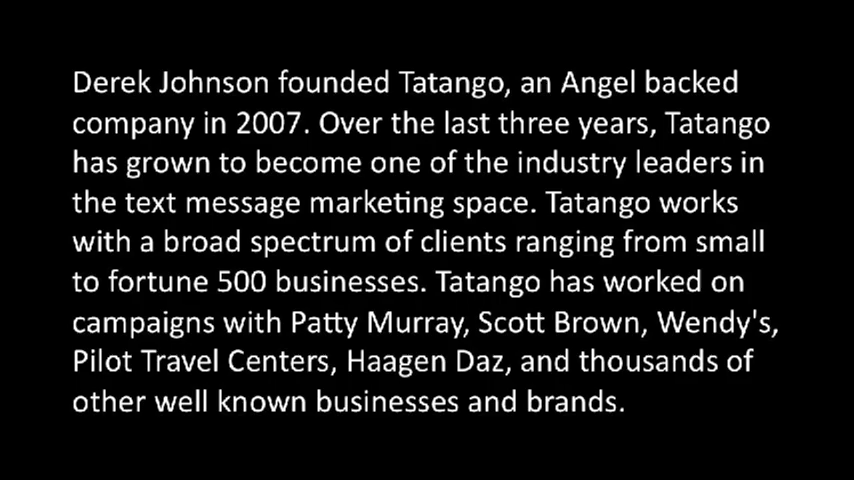 Derek Johnson founded Tatango, an Angel backed
company in 2007. Over the last three years, Tatango
has grown to become one of the industry leaders in
the text message marketing space. Tatango works
with a broad spectrum of clients ranging from small
to fortune 500 businesses. Tatango has worked on
campaigns with Patty Murray, Scott Brown, Wendy's,
Pilot Travel Centers, Haagen Daz, and thousands of
other well known businesses and brands.